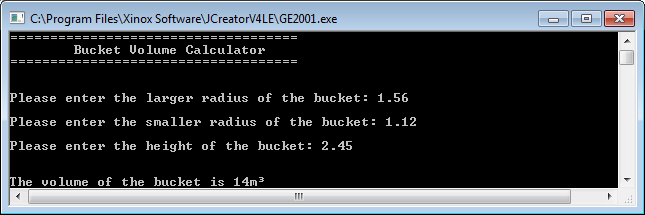 C:\Program Files\Xinox Software\JCreatorV4LE\GE2001.exe
====================================
Bucket Volume Calculator
====================================
Please enter the larger radius of the bucket: 1.56
Please enter the smaller radius of the bucket: 1.12
Please enter the height of the bucket: 2.45
The volume of the bucket is 14m³